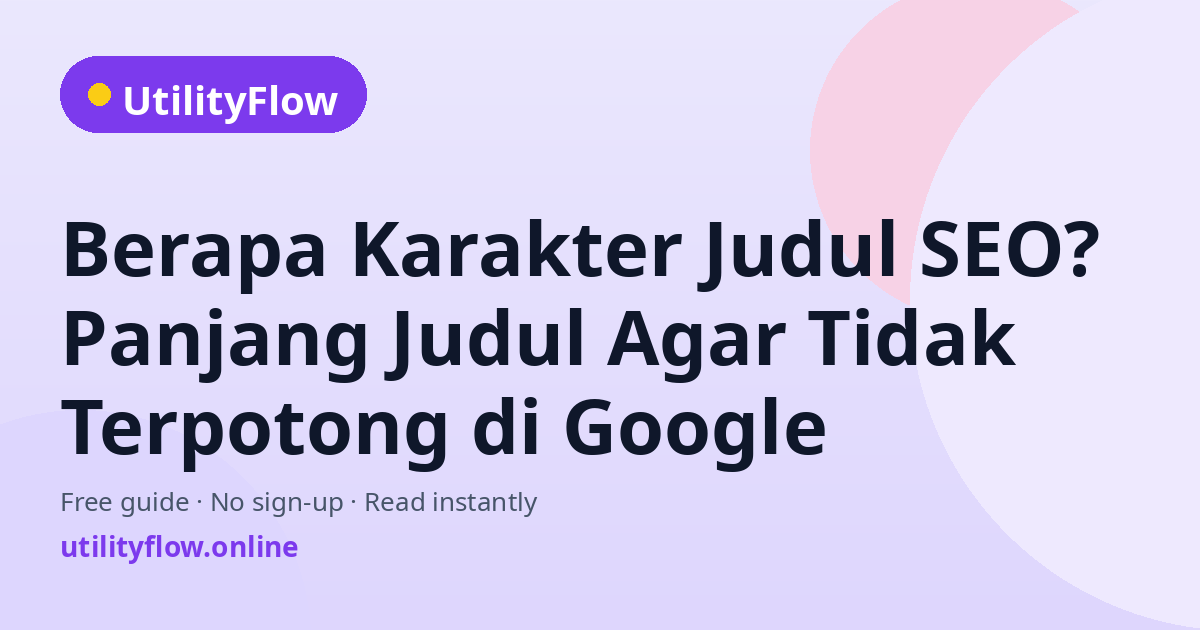 UtilityFlow
Berapa Karakter Judul SEO?
Panjang Judul Agar Tidak
Terpotong di Google
Free guide · No sign-up · Read instantly
utilityflow.online